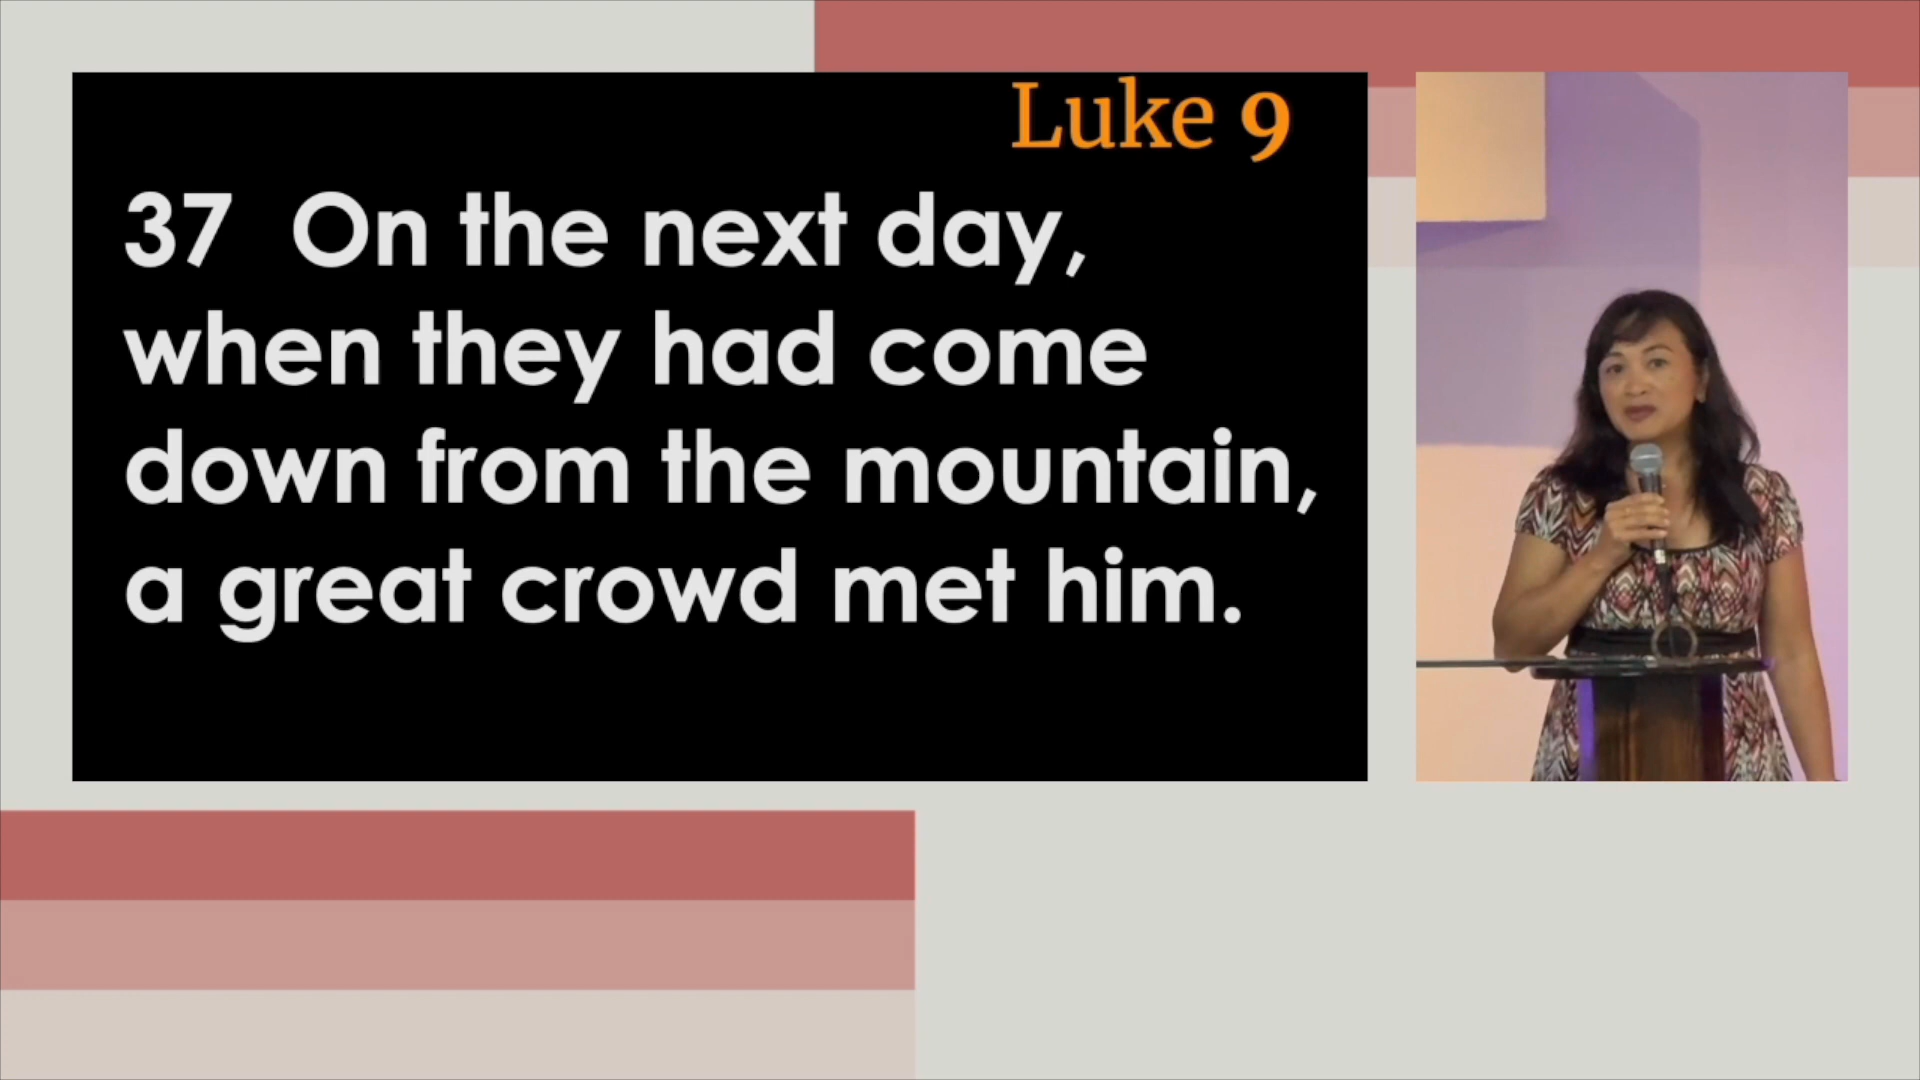 Luke 9
37 On the next day,
when they had come
down from the mountain,
a great crowd met him.